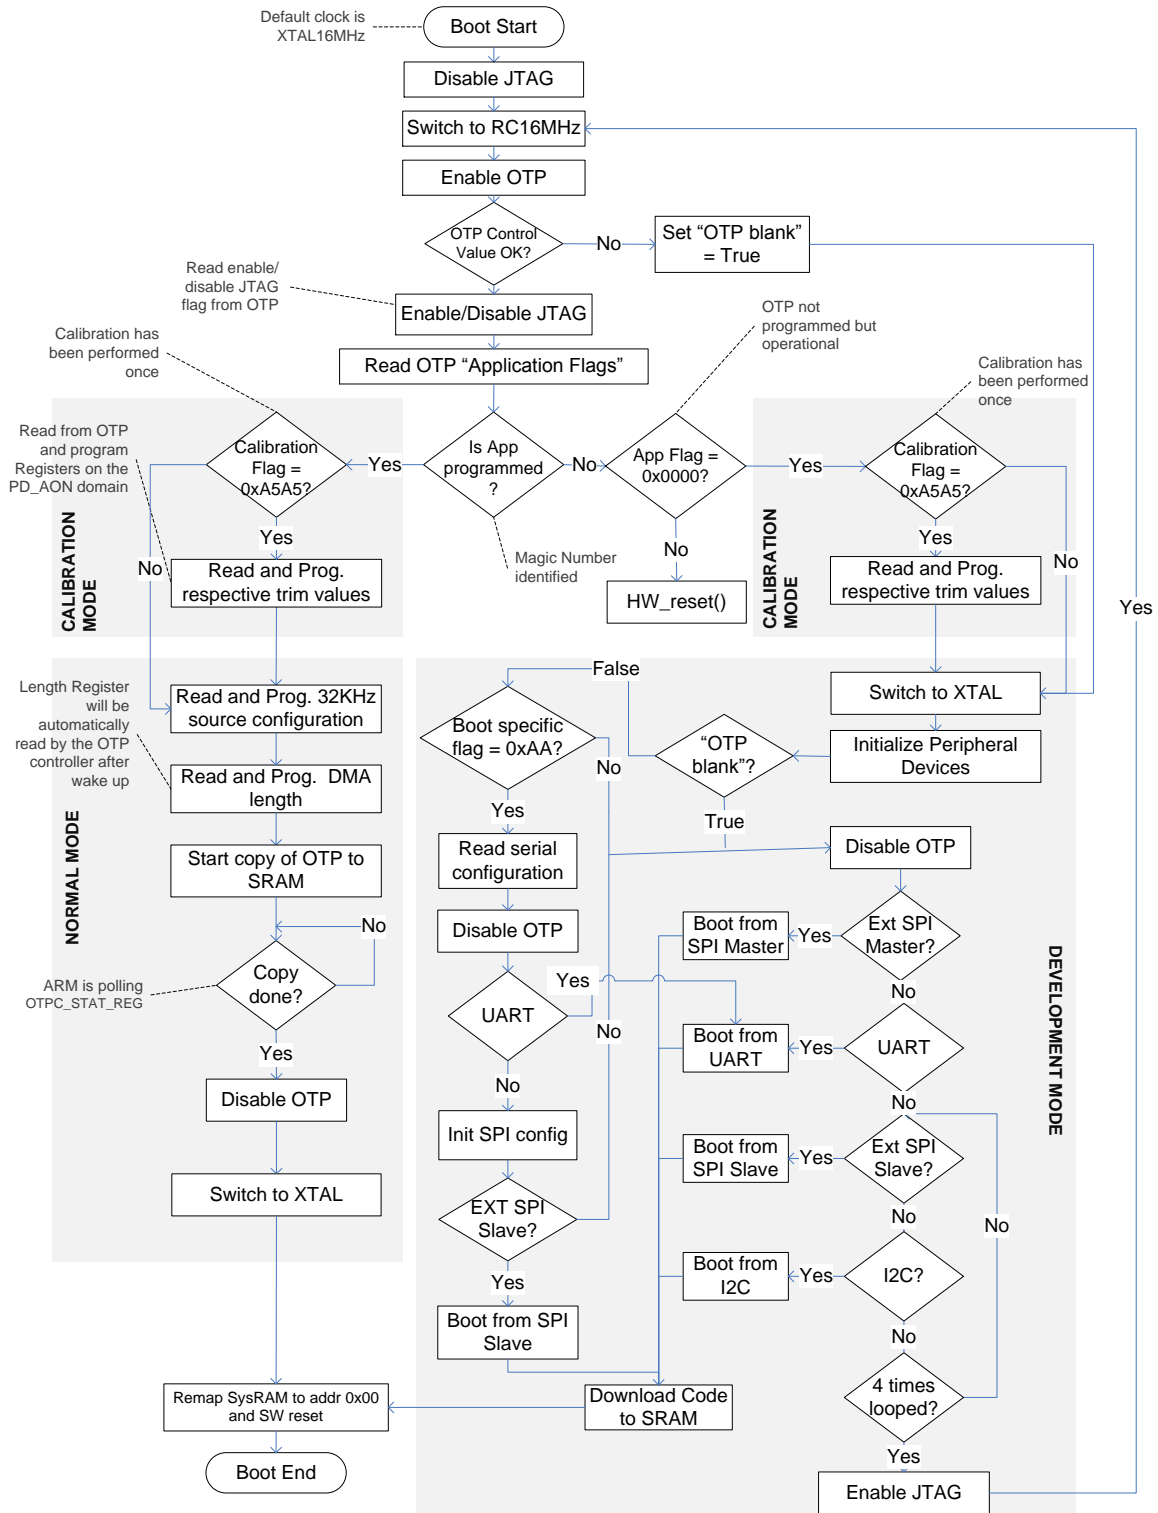 Default clock is
XTAL16MHz
Boot Start
Disable JTAG
Switch to RC16MHz
Enable OTP
OTP Control
Value OK?
No
Set “OTP blank”
= True
Read enable/
disable JTAG
flag from OTP
Enable/Disable JTAG
OTP not
programmed but
operational
Calibration has
been performed
once
Read OTP “Application Flags”
Calibration has
been performed
once
Read from OTP
and program
Registers on the
PD_AON domain
Calibration
Flag =
0xA5A5?
Yes
Is App
programmed
?
No
App Flag =
0x0000?
Yes
Calibration
Flag =
0xA5A5?
Yes
No
Read and Prog.
respective trim values
CALIBRATION
MODE
Magic Number
identified
No
HW_reset()
Yes
No
Read and Prog.
respective trim values
CALIBRATION
MODE
Yes
Length Register
will be
automatically
read by the OTP
controller after
wake up
Read and Prog. 32KHz
source configuration
Read and Prog.  DMA
length
Start copy of OTP to
SRAM
No
Copy
done?
ARM is polling
OTPC_STAT_REG
Yes
Disable OTP
Switch to XTAL
NORMAL MODE
False
Switch to XTAL
Initialize Peripheral
Devices
“OTP
blank”?
True
Boot specific
flag = 0xAA?
No
Yes
Read serial
configuration
Disable OTP
UART
Yes
No
No
Init SPI config
EXT SPI
Slave?
Yes
Boot from SPI
Slave
Disable OTP
Ext SPI
Master?
Yes
Boot from
SPI Master
No
UART
Yes
Boot from
UART
No
Ext SPI
Slave?
Yes
Boot from
SPI Slave
No
No
I2C?
Yes
Boot from
I2C
No
4 times
looped?
Yes
Enable JTAG
DEVELOPMENT MODE
Download Code
to SRAM
Remap SysRAM to addr 0x00
and SW reset
Boot End